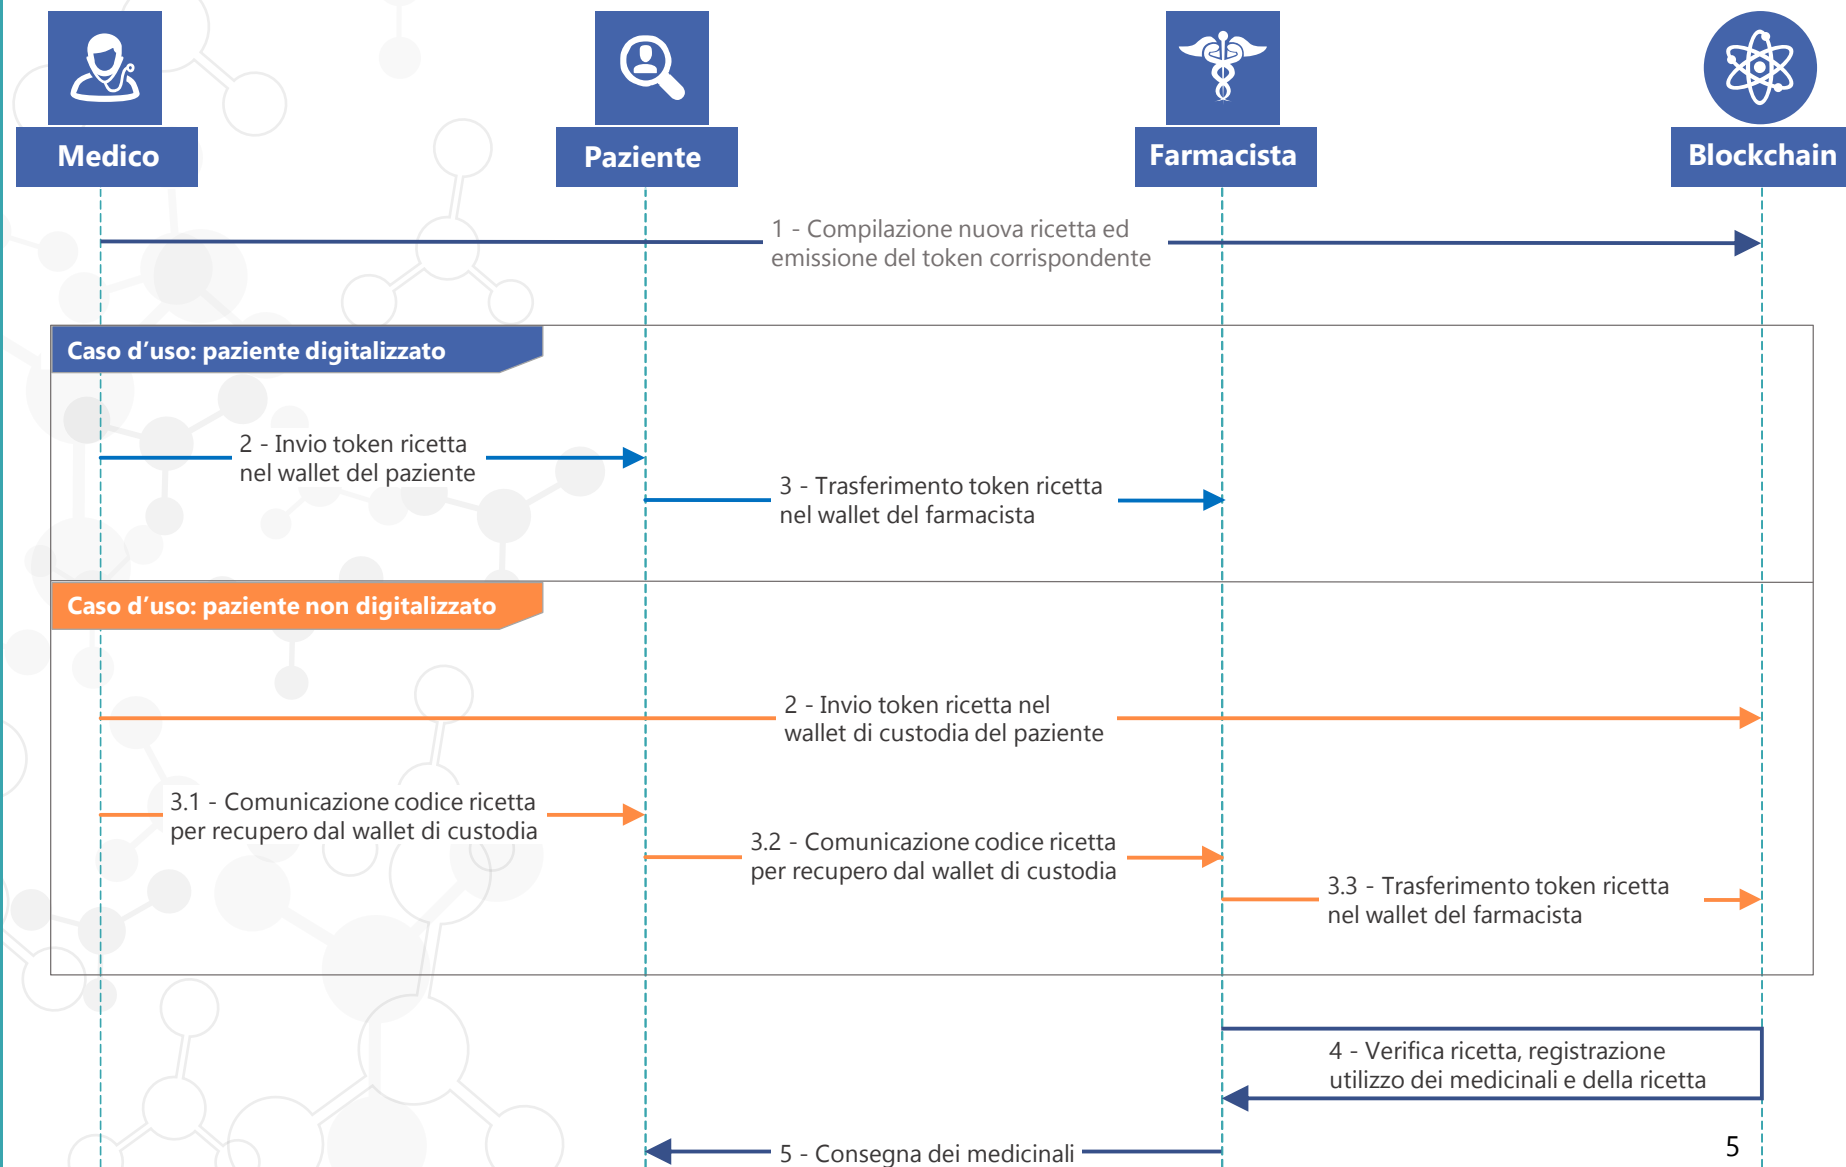 Medico
Paziente
Farmacista
Blockchain
1 - Compilazione nuova ricetta ed
emissione del token corrispondente
Caso d’uso: paziente digitalizzato
2 - Invio token ricetta
nel wallet del paziente
3 - Trasferimento token ricetta
nel wallet del farmacista
Caso d’uso: paziente non digitalizzato
2 - Invio token ricetta nel
wallet di custodia del paziente
3.1 - Comunicazione codice ricetta
per recupero dal wallet di custodia
3.2 - Comunicazione codice ricetta
per recupero dal wallet di custodia
3.3 - Trasferimento token ricetta
nel wallet del farmacista
4 - Verifica ricetta, registrazione
utilizzo dei medicinali e della ricetta
5 - Consegna dei medicinali
5